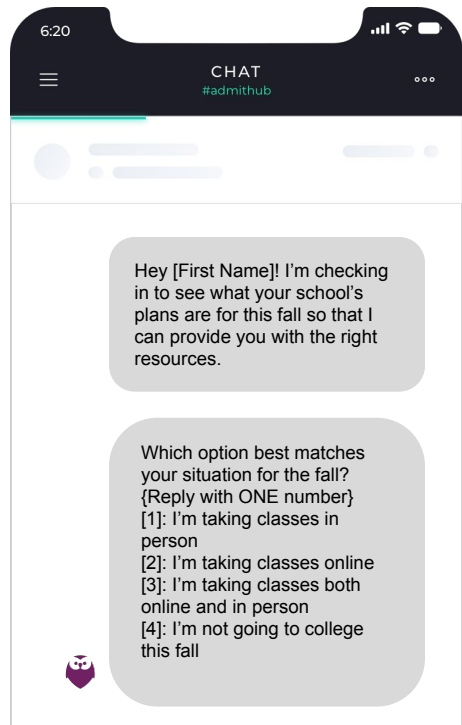 6:20
CHAT
#admithub
Hey [First Name]! I’m checking
in to see what your school’s
plans are for this fall so that I
can provide you with the right
resources.
Which option best matches
your situation for the fall?
{Reply with ONE number}
[1]: I’m taking classes in
person
[2]: I’m taking classes online
[3]: I’m taking classes both
online and in person
[4]: I’m not going to college
this fall